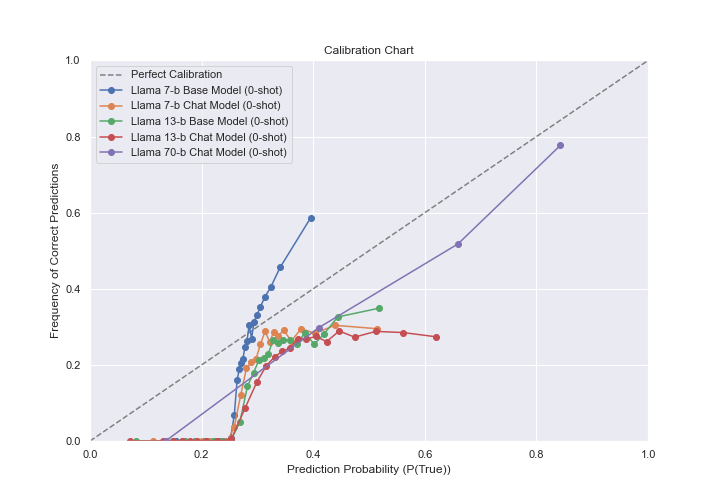 Calibration Chart
1.0
0.8
0.6
0.4
0.2
0.0
Frequency of Correct Predictions
Perfect Calibration
Llama 7-b Base Model (0-shot)
Llama 7-b Chat Model (0-shot)
Llama 13-b Base Model (0-shot)
Llama 13-b Chat Model (0-shot)
Llama 70-b Chat Model (0-shot)
0.0 0.2 0.4 0.6 0.8 1.0
Prediction Probability (P(True))